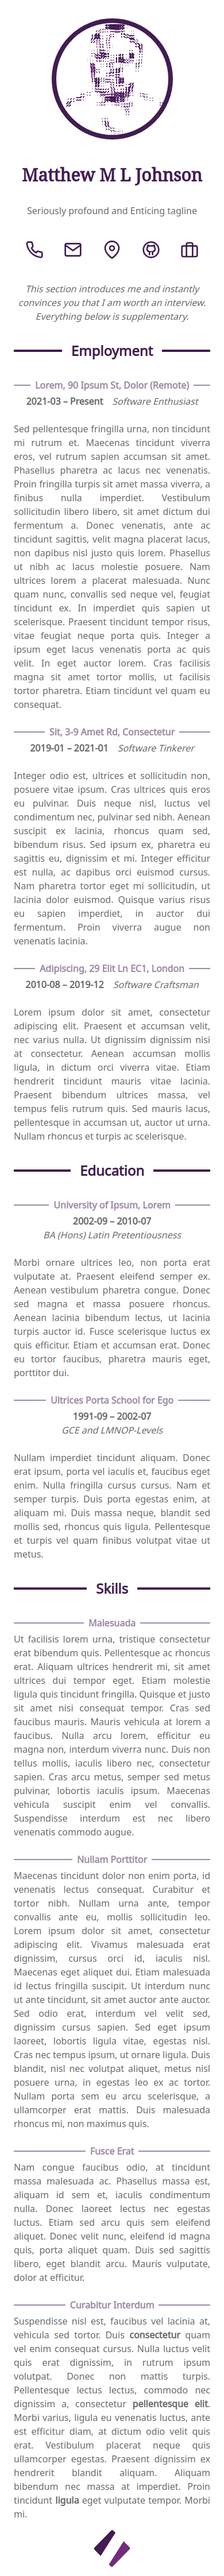 Matthew M L Johnson
Seriously profound and Enticing tagline
This section introduces me and instantly
convinces you that I am worth an interview.
Everything below is supplementary.
Employment
Lorem, 90 Ipsum St, Dolor (Remote)
2021-03 – Present Software Enthusiast
Sed pellentesque fringilla urna, non tincidunt
mi rutrum et. Maecenas tincidunt viverra
eros, vel rutrum sapien accumsan sit amet.
Phasellus pharetra ac lacus nec venenatis.
Proin fringilla turpis sit amet massa viverra, a
finibus nulla imperdiet. Vestibulum
sollicitudin libero libero, sit amet dictum dui
fermentum a. Donec venenatis, ante ac
tincidunt sagittis, velit magna placerat lacus,
non dapibus nisl justo quis lorem. Phasellus
ut nibh ac lacus molestie posuere. Nam
ultrices lorem a placerat malesuada. Nunc
quam nunc, convallis sed neque vel, feugiat
tincidunt ex. In imperdiet quis sapien ut
scelerisque. Praesent tincidunt tempor risus,
vitae feugiat neque porta quis. Integer a
ipsum eget lacus venenatis porta ac quis
velit. In eget auctor lorem. Cras facilisis
magna sit amet tortor mollis, ut facilisis
tortor pharetra. Etiam tincidunt vel quam eu
consequat.
Sit, 3-9 Amet Rd, Consectetur
2019-01 – 2021-01 Software Tinkerer
Integer odio est, ultrices et sollicitudin non,
posuere vitae ipsum. Cras ultrices quis eros
eu pulvinar. Duis neque nisl, luctus vel
condimentum nec, pulvinar sed nibh. Aenean
suscipit ex lacinia, rhoncus quam sed,
bibendum risus. Sed ipsum ex, pharetra eu
sagittis eu, dignissim et mi. Integer efficitur
est nulla, ac dapibus orci euismod cursus.
Nam pharetra tortor eget mi sollicitudin, ut
lacinia dolor euismod. Quisque varius risus
eu sapien imperdiet, in auctor dui
fermentum. Proin viverra augue non
venenatis lacinia.
Adipiscing, 29 Elit Ln EC1, London
2010-08 – 2019-12 Software Craftsman
Lorem ipsum dolor sit amet, consectetur
adipiscing elit. Praesent et accumsan velit,
nec varius nulla. Ut dignissim dignissim nisi
at consectetur. Aenean accumsan mollis
ligula, in dictum orci viverra vitae. Etiam
hendrerit tincidunt mauris vitae lacinia.
Praesent bibendum ultrices massa, vel
tempus felis rutrum quis. Sed mauris lacus,
pellentesque in accumsan ut, auctor ut urna.
Nullam rhoncus et turpis ac scelerisque.
Education
University of Ipsum, Lorem
2002-09 – 2010-07
BA (Hons) Latin Pretentiousness
Morbi ornare ultrices leo, non porta erat
vulputate at. Praesent eleifend semper ex.
Aenean vestibulum pharetra congue. Donec
sed magna et massa posuere rhoncus.
Aenean lacinia bibendum lectus, ut lacinia
turpis auctor id. Fusce scelerisque luctus ex
quis efficitur. Etiam et accumsan erat. Donec
eu tortor faucibus, pharetra mauris eget,
porttitor dui.
Ultrices Porta School for Ego
1991-09 – 2002-07
GCE and LMNOP-Levels
Nullam imperdiet tincidunt aliquam. Donec
erat ipsum, porta vel iaculis et, faucibus eget
enim. Nulla fringilla cursus cursus. Nam et
semper turpis. Duis porta egestas enim, at
aliquam mi. Duis massa neque, blandit sed
mollis sed, rhoncus quis ligula. Pellentesque
et turpis vel quam finibus volutpat vitae ut
metus.
Skills
Malesuada
Ut facilisis lorem urna, tristique consectetur
erat bibendum quis. Pellentesque ac rhoncus
erat. Aliquam ultrices hendrerit mi, sit amet
ultrices dui tempor eget. Etiam molestie
ligula quis tincidunt fringilla. Quisque et justo
sit amet nisi consequat tempor. Cras sed
faucibus mauris. Mauris vehicula at lorem a
faucibus. Nulla arcu lorem, efficitur eu
magna non, interdum viverra nunc. Duis non
tellus mollis, iaculis libero nec, consectetur
sapien. Cras arcu metus, semper sed metus
pulvinar, lobortis iaculis ipsum. Maecenas
vehicula suscipit enim vel convallis.
Suspendisse interdum est nec libero
venenatis commodo augue.
Nullam Porttitor
Maecenas tincidunt dolor non enim porta, id
venenatis lectus consequat. Curabitur et
tortor nibh. Nullam urna ante, tempor
convallis ante eu, mollis sollicitudin leo.
Lorem ipsum dolor sit amet, consectetur
adipiscing elit. Vivamus malesuada erat
dignissim, cursus orci id, iaculis nisl.
Maecenas eget aliquet dui. Etiam malesuada
id lectus fringilla suscipit. Ut interdum nunc
ut ante tincidunt, sit amet auctor ante auctor.
Sed odio erat, interdum vel velit sed,
dignissim cursus sapien. Sed eget ipsum
laoreet, lobortis ligula vitae, egestas nisl.
Cras nec tempus ipsum, ut ornare ligula. Duis
blandit, nisl nec volutpat aliquet, metus nisl
posuere urna, in egestas leo ex ac tortor.
Nullam porta sem eu arcu scelerisque, a
ullamcorper erat mattis. Duis malesuada
rhoncus mi, non maximus quis.
Fusce Erat
Nam congue faucibus odio, at tincidunt
massa malesuada ac. Phasellus massa est,
aliquam id sem et, iaculis condimentum
nulla. Donec laoreet lectus nec egestas
luctus. Etiam sed arcu quis sem eleifend
aliquet. Donec velit nunc, eleifend id magna
quis, porta aliquet quam. Duis sed sagittis
libero, eget blandit arcu. Mauris vulputate,
dolor at efficitur.
Curabitur Interdum
Suspendisse nisl est, faucibus vel lacinia at,
vehicula sed tortor. Duis consectetur quam
vel enim consequat cursus. Nulla luctus velit
quis erat dignissim, in rutrum ipsum
volutpat. Donec non mattis turpis.
Pellentesque lectus lectus, commodo nec
dignissim a, consectetur pellentesque elit.
Morbi varius, ligula eu venenatis luctus, ante
est efficitur diam, at dictum odio velit quis
erat. Vestibulum placerat neque quis
ullamcorper egestas. Praesent dignissim ex
hendrerit blandit aliquam. Aliquam
bibendum nec massa at imperdiet. Proin
tincidunt ligula eget vulputate tempor. Morbi
mi.